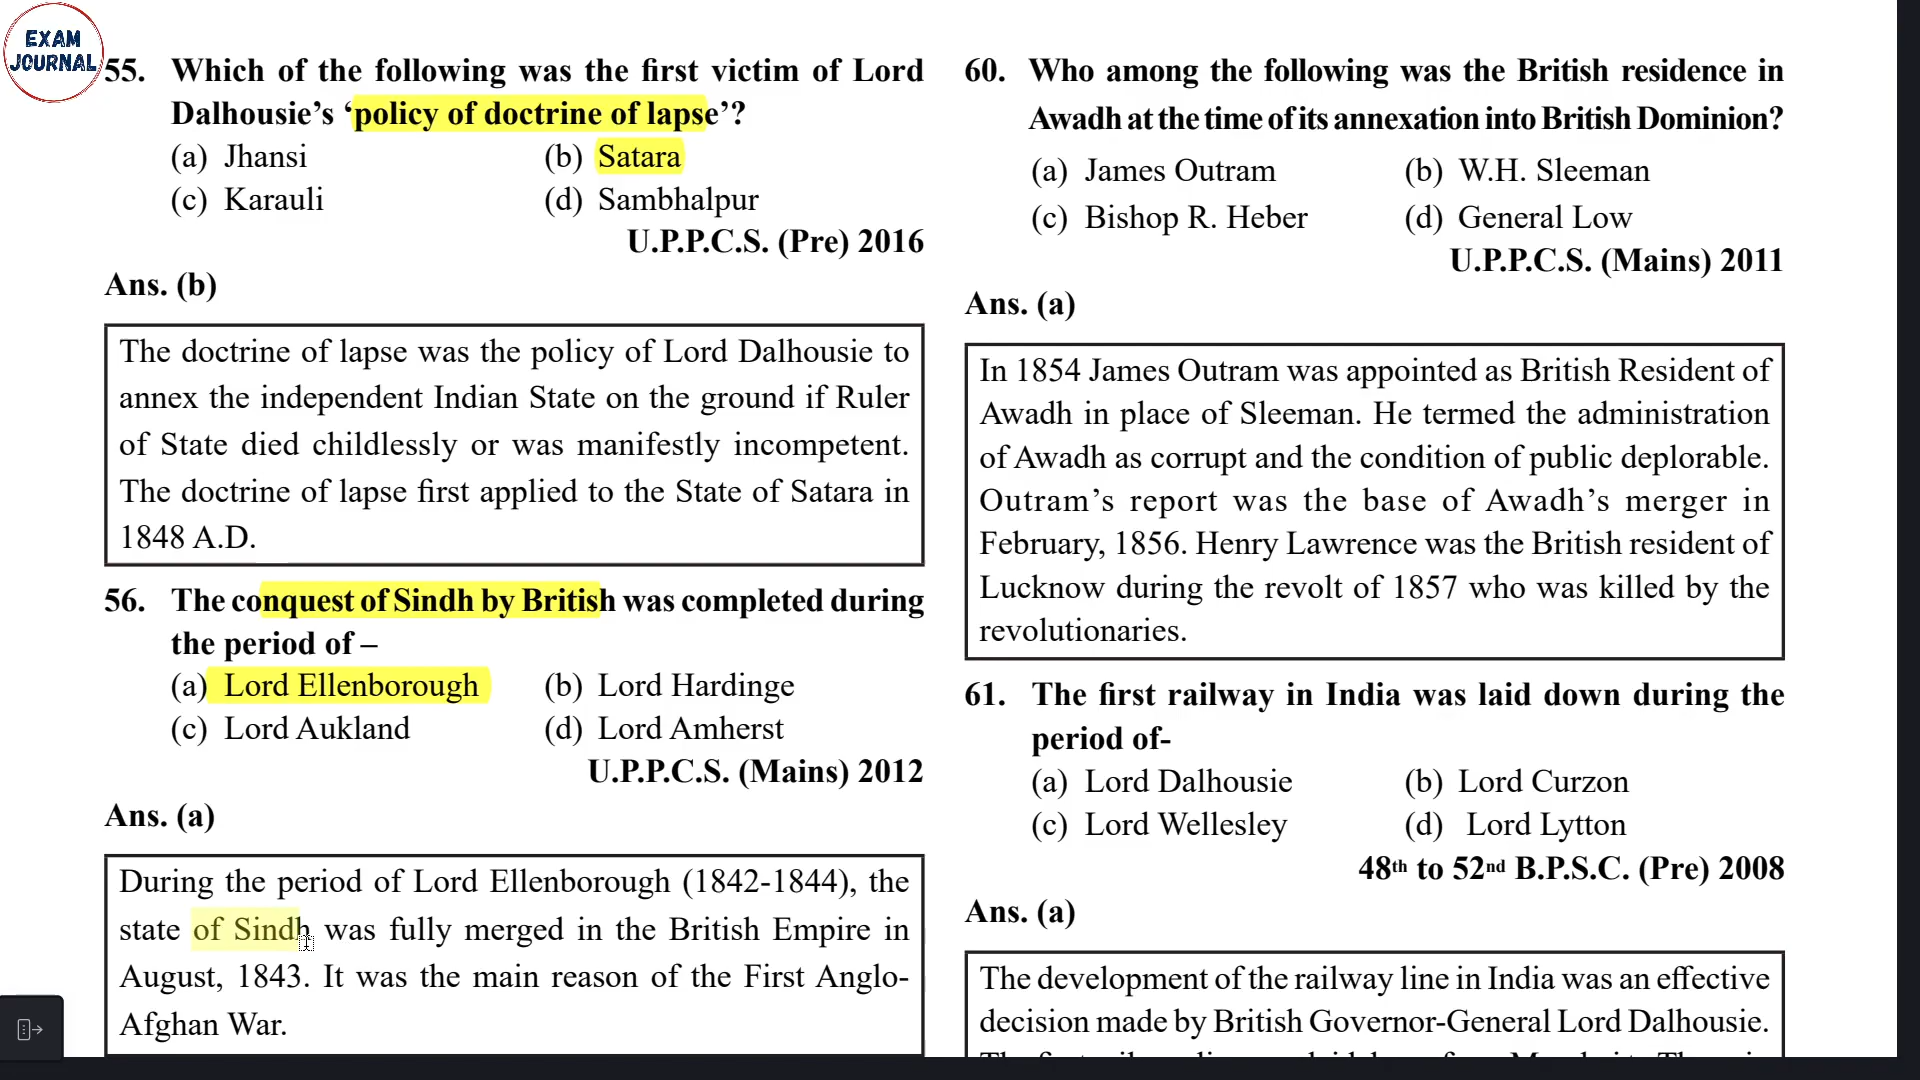 EXAM
JOURNAL
55. Which of the following was the first victim of Lord
Dalhousie's 'policy of doctrine of lapse'?
(a) Jhansi (b) Satara
(c) Karauli (d) Sambhalpur
U.P.P.C.S. (Pre) 2016
Ans. (b)
The doctrine of lapse was the policy of Lord Dalhousie to
annex the independent Indian State on the ground if Ruler
of State died childlessly or was manifestly incompetent.
The doctrine of lapse first applied to the State of Satara in
1848 A.D.
56. The conquest of Sindh by British was completed during
the period of –
(a) Lord Ellenborough (b) Lord Hardinge
(c) Lord Aukland (d) Lord Amherst
U.P.P.C.S. (Mains) 2012
Ans. (a)
During the period of Lord Ellenborough (1842-1844), the
state of Sindh was fully merged in the British Empire in
August, 1843. It was the main reason of the First Anglo-
Afghan War.
60. Who among the following was the British residence in
Awadh at the time of its annexation into British Dominion?
(a) James Outram (b) W.H. Sleeman
(c) Bishop R. Heber (d) General Low
U.P.P.C.S. (Mains) 2011
Ans. (a)
In 1854 James Outram was appointed as British Resident of
Awadh in place of Sleeman. He termed the administration
of Awadh as corrupt and the condition of public deplorable.
Outram's report was the base of Awadh's merger in
February, 1856. Henry Lawrence was the British resident of
Lucknow during the revolt of 1857 who was killed by the
revolutionaries.
61. The first railway in India was laid down during the
period of-
(a) Lord Dalhousie (b) Lord Curzon
(c) Lord Wellesley (d) Lord Lytton
48th to 52nd B.P.S.C. (Pre) 2008
Ans. (a)
The development of the railway line in India was an effective
decision made by British Governor-General Lord Dalhousie.